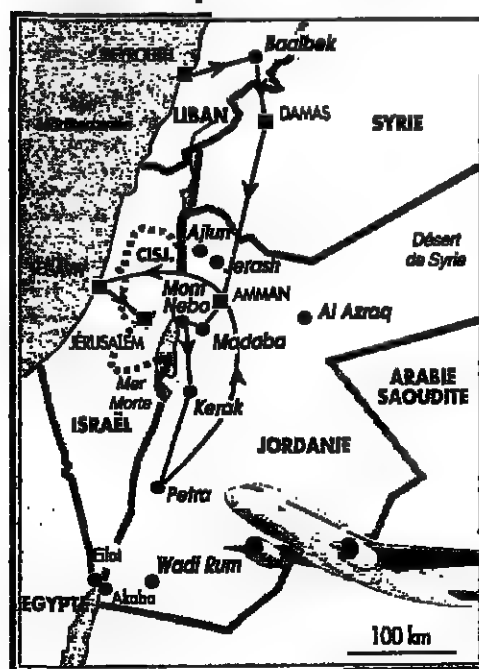 Baalbek
LIBAN
DAMAS
SYRIE
Ajlun
Désert
de Syrie
CISJ.
Jerash
Mont
Nebo
AMMAN
Al Azraq
JÉRUSALEM
Madaba
Mer
Morte
ARABIE
SAOUDITE
Kerak
ISRAËL
JORDANIE
Petra
Eilat
Wadi Rum
EGYPTE
Akaba
100 km